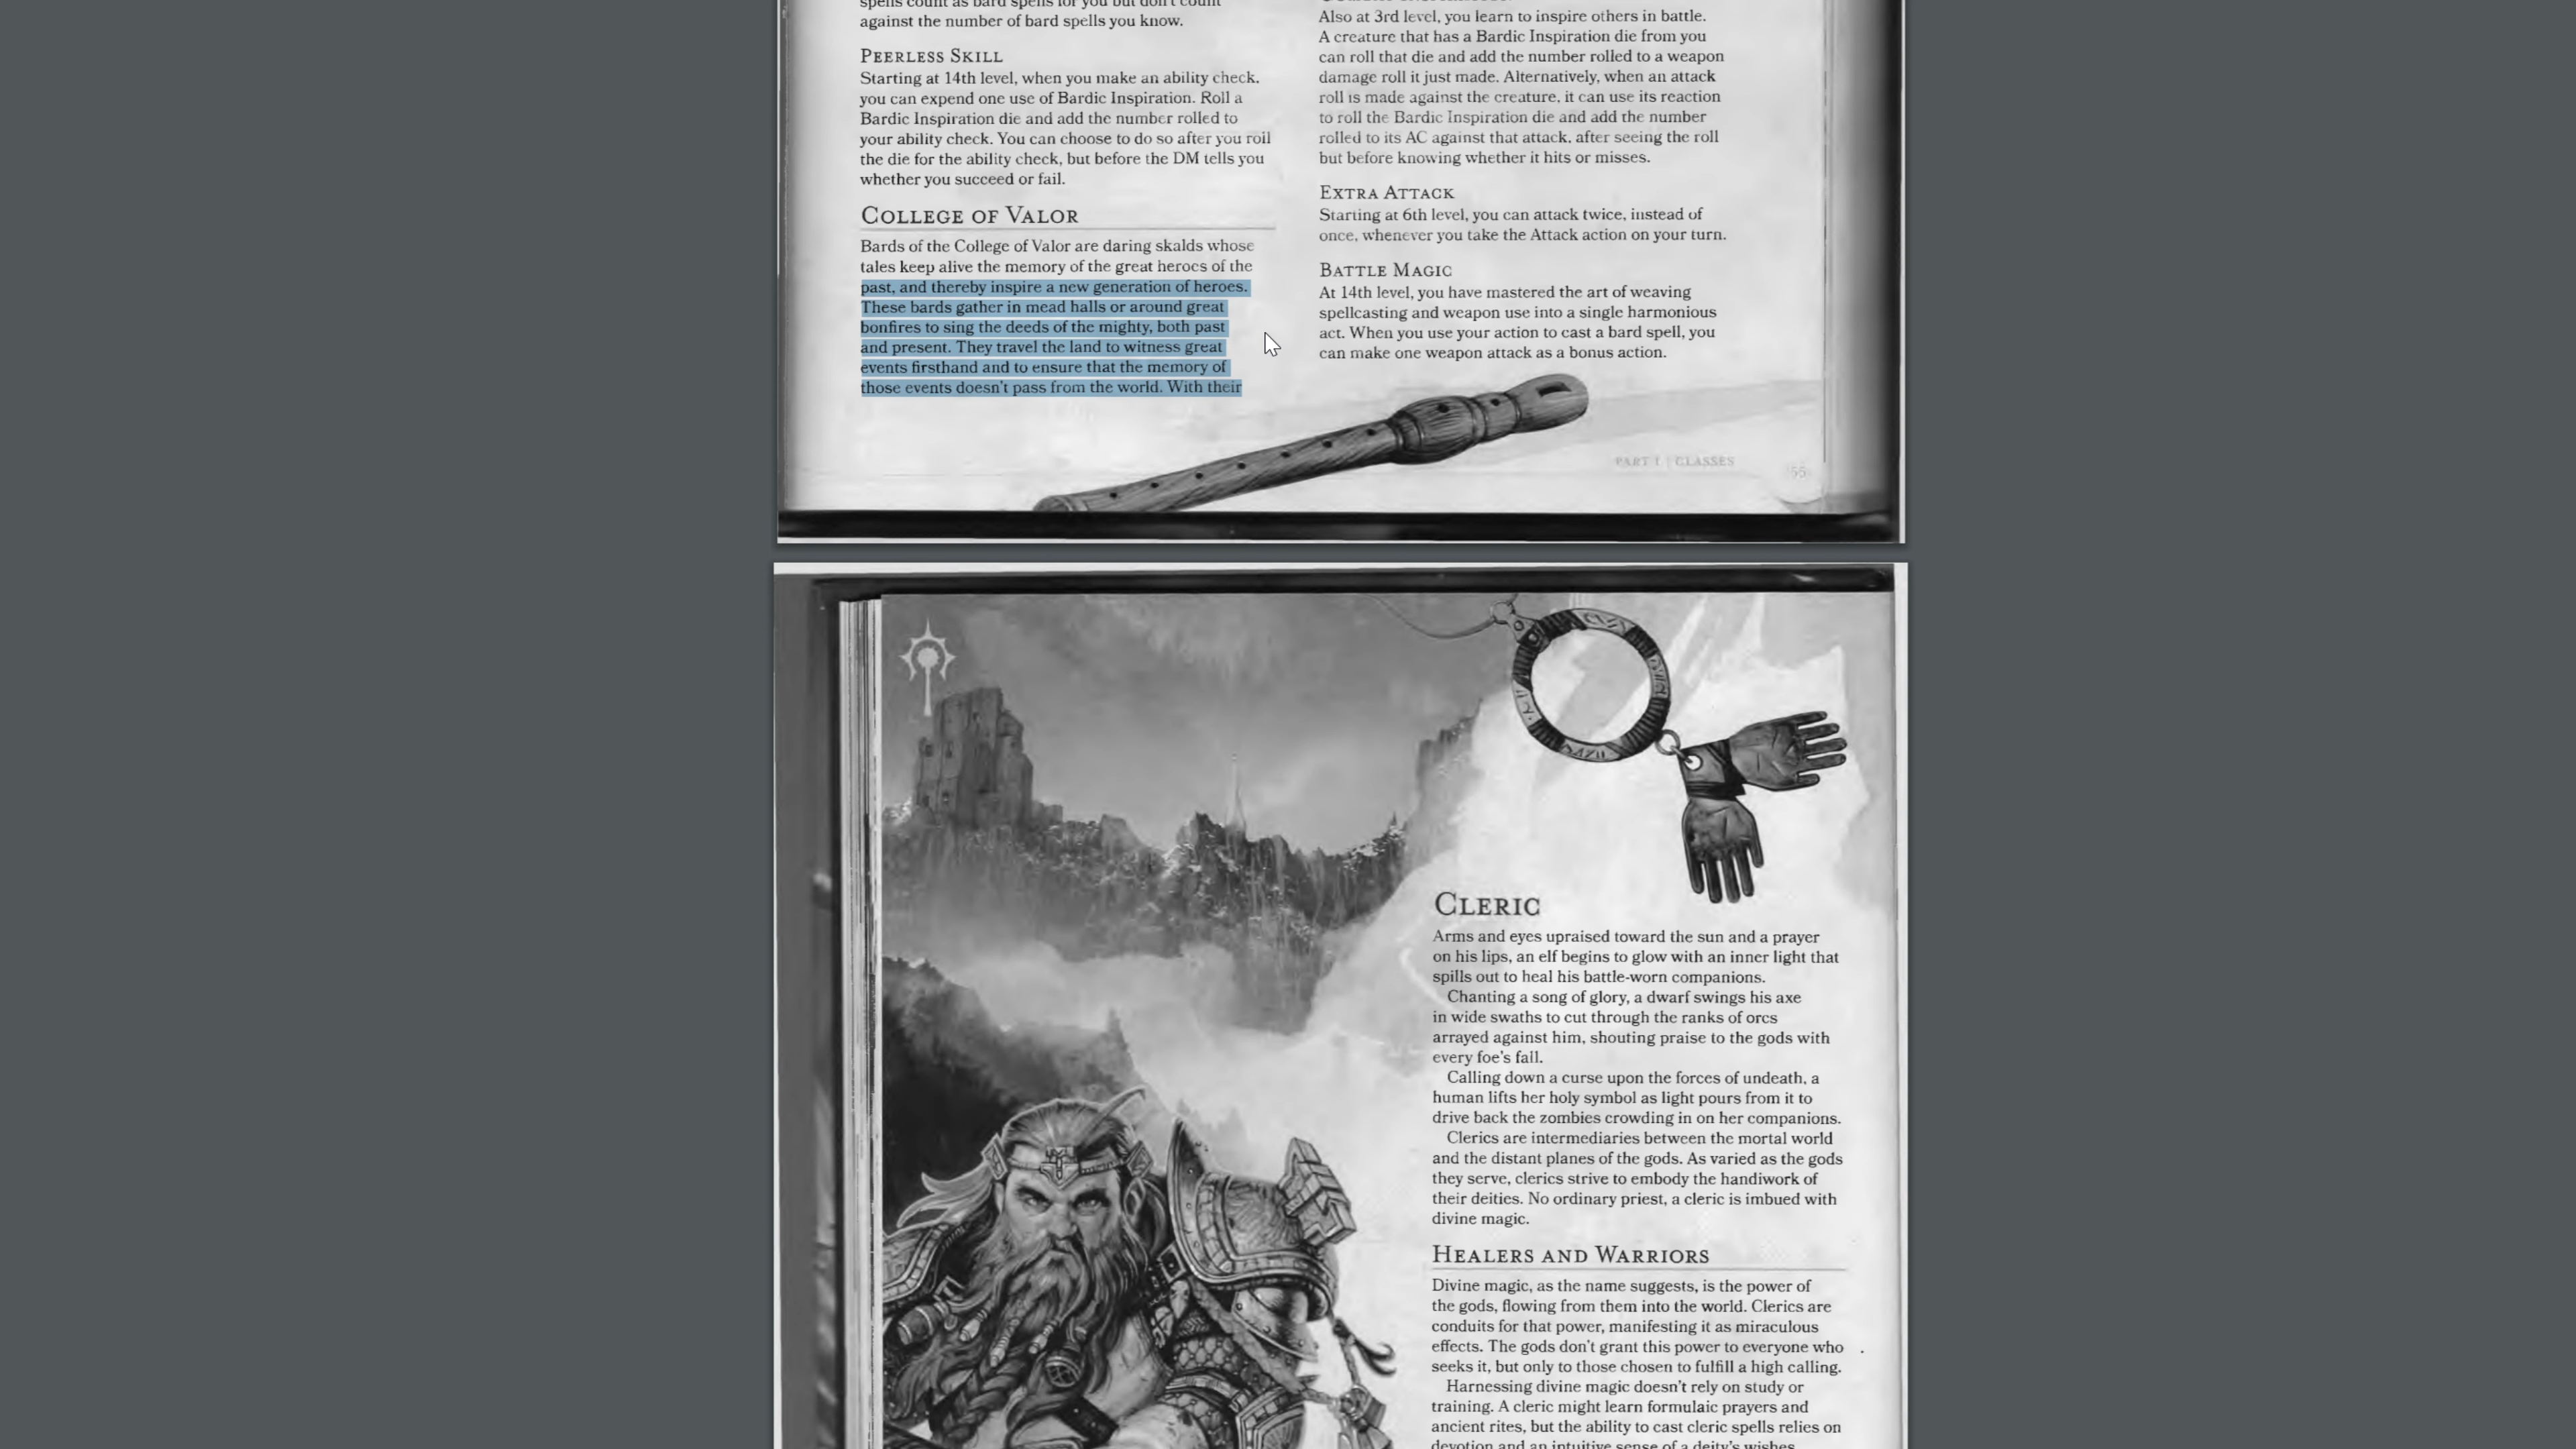 spells count as bard spells for you but don't count
against the number of bard spells you know.
PEERLESS SKILL
Starting at 14th level, when you make an ability check.
you can expend one use of Bardic Inspiration. Roll a
Bardic Inspiration die and add the number rolled to
your ability check. You can choose to do so after you roil
the die for the ability check, but before the DM tells you
whether you succeed or fail.
COLLEGE OF VALOR
Bards of the College of Valor are daring skalds whose
tales keep alive the memory of the great heroes of the
past, and thereby inspire a new generation of heroes.
These bards gather in mead halls or around great
bonfires to sing the deeds of the mighty, both past
and present. They travel the land to witness great
events firsthand and to ensure that the memory of
those events doesn't pass from the world. With their
Also at 3rd level, you learn to inspire others in battle.
A creature that has a Bardic Inspiration die from you
can roll that die and add the number rolled to a weapon
damage roll it just made. Alternatively, when an attack
roll is made against the creature, it can use its reaction
to roll the Bardic Inspiration die and add the number
rolled to its AC against that attack, after seeing the roll
but before knowing whether it hits or misses.
EXTRA ATTACK
Starting at 6th level, you can attack twice, instead of
once, whenever you take the Attack action on your turn.
BATTLE MAGIC
At 14th level, you have mastered the art of weaving
spellcasting and weapon use into a single harmonious
act. When you use your action to cast a bard spell, you
can make one weapon attack as a bonus action.
PART 1 | CLASSES
55
CLERIC
Arms and eyes upraised toward the sun and a prayer
on his lips, an elf begins to glow with an inner light that
spills out to heal his battle-worn companions.
Chanting a song of glory, a dwarf swings his axe
in wide swaths to cut through the ranks of orcs
arrayed against him, shouting praise to the gods with
every foe's fall.
Calling down a curse upon the forces of undeath, a
human lifts her holy symbol as light pours from it to
drive back the zombies crowding in on her companions.
Clerics are intermediaries between the mortal world
and the distant planes of the gods. As varied as the gods
they serve, clerics strive to embody the handiwork of
their deities. No ordinary priest, a cleric is imbued with
divine magic.
HEALERS AND WARRIORS
Divine magic, as the name suggests, is the power of
the gods, flowing from them into the world. Clerics are
conduits for that power, manifesting it as miraculous
effects. The gods don't grant this power to everyone who
seeks it, but only to those chosen to fulfill a high calling.
Harnessing divine magic doesn't rely on study or
training. A cleric might learn formulaic prayers and
ancient rites, but the ability to cast cleric spells relies on
devotion and an intuitive sense of a deity's wishes.